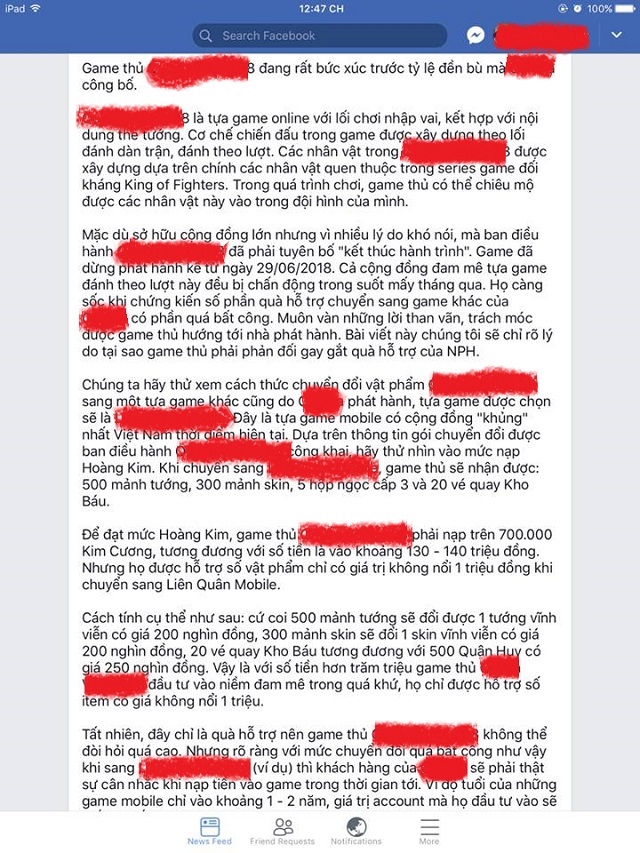 iPad 12:47 CH 100%
Search Facebook
Game thủ 8 đang rất bức xúc trước tỷ lệ đền bù mà
công bố.
8 là tựa game online với lối chơi nhập vai, kết hợp với nội
dung thẻ tướng. Cơ chế chiến đấu trong game được xây dựng theo lối
đánh dàn trận, đánh theo lượt. Các nhân vật trong 8 được
xây dựng dựa trên chính các nhân vật quen thuộc trong series game đối
kháng King of Fighters. Trong quá trình chơi, game thủ có thể chiêu mộ
được các nhân vật này vào trong đội hình của mình.
Mặc dù sở hữu cộng đồng lớn nhưng vì nhiều lý do khó nói, mà ban điều
hành đã phải tuyên bố "kết thúc hành trình". Game đã
dừng phát hành kể từ ngày 29/06/2018. Cả cộng đồng đam mê tựa game
đánh theo lượt này đều bị chấn động trong suốt mấy tháng qua. Họ càng
sốc khi chứng kiến số phần quà hỗ trợ chuyển sang game khác của
có phần quá bất công. Muôn vàn những lời than vãn, trách móc
được game thủ hướng tới nhà phát hành. Bài viết này chúng tôi sẽ chỉ rõ lý
do tại sao game thủ phải phản đối gay gắt quà hỗ trợ của NPH.
Chúng ta hãy thử xem cách thức chuyển đổi vật phẩm
sang một tựa game khác cũng do phát hành, tựa game được chọn
sẽ là Đây là tựa game mobile có cộng đồng "khủng"
nhất Việt Nam thời điểm hiện tại. Dựa trên thông tin gói chuyển đổi được
ban điều hành công khai, hãy thử nhìn vào mức nạp
Hoàng Kim. Khi chuyển sang , game thủ sẽ nhận được:
500 mảnh tướng, 300 mảnh skin, 5 hộp ngọc cấp 3 và 20 vé quay Kho
Báu.
Để đạt mức Hoàng Kim, game thủ phải nạp trên 700.000
Kim Cương, tương đương với số tiền là vào khoảng 130 - 140 triệu đồng.
Nhưng họ được hỗ trợ số vật phẩm chỉ có giá trị không nổi 1 triệu đồng khi
chuyển sang Liên Quân Mobile.
Cách tính cụ thể như sau: cứ coi 500 mảnh tướng sẽ đổi được 1 tướng vĩnh
viễn có giá 200 nghìn đồng, 300 mảnh skin sẽ đổi 1 skin vĩnh viễn có giá
200 nghìn đồng, 20 vé quay Kho Báu tương đương với 500 Quân Huy có
giá 250 nghìn đồng. Vậy là với số tiền hơn trăm triệu game thủ
đầu tư vào niềm đam mê trong quá khứ, họ chỉ được hỗ trợ số
item có giá không nổi 1 triệu.
Tất nhiên, đây chỉ là quà hỗ trợ nên game thủ không thể
đòi hỏi quá cao. Nhưng rõ ràng với mức chuyển đổi quá bất công như vậy
khi sang (ví dụ) thì khách hàng của sẽ phải thật
sự cân nhắc khi nạp tiền vào game trong thời gian tới. Ví dụ tuổi của những
game mobile chỉ vào khoảng 1 - 2 năm, giá trị account mà họ đầu tư vào sẽ
News Feed Friend Requests Notifications More